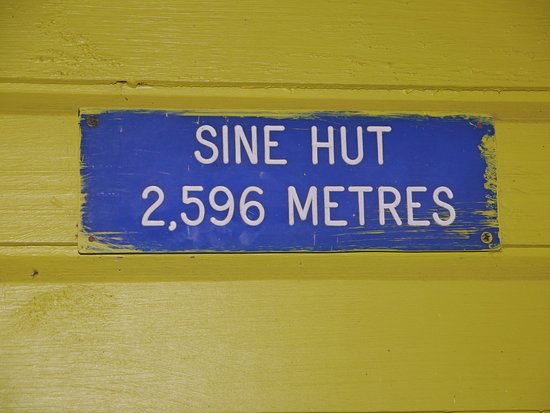 SINE HUT
2,596 METRES